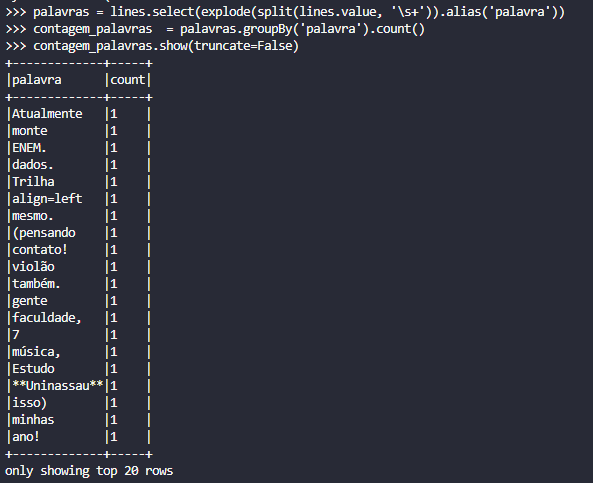 >>> palavras = lines.select(explode(split(lines.value, '\s+')).alias('palavra'))
>>> contagem_palavras  = palavras.groupBy('palavra').count()
>>> contagem_palavras.show(truncate=False)
+-------------+-----+
|palavra      |count|
+-------------+-----+
|Atualmente   |1    |
|monte        |1    |
|ENEM.        |1    |
|dados.       |1    |
|Trilha       |1    |
|align=left   |1    |
|mesmo.       |1    |
|(pensando    |1    |
|contato!     |1    |
|violão       |1    |
|também.      |1    |
|gente        |1    |
|faculdade,   |1    |
|7            |1    |
|música,      |1    |
|Estudo       |1    |
|**Uninassau**|1    |
|isso)        |1    |
|minhas       |1    |
|ano!         |1    |
+-------------+-----+
only showing top 20 rows